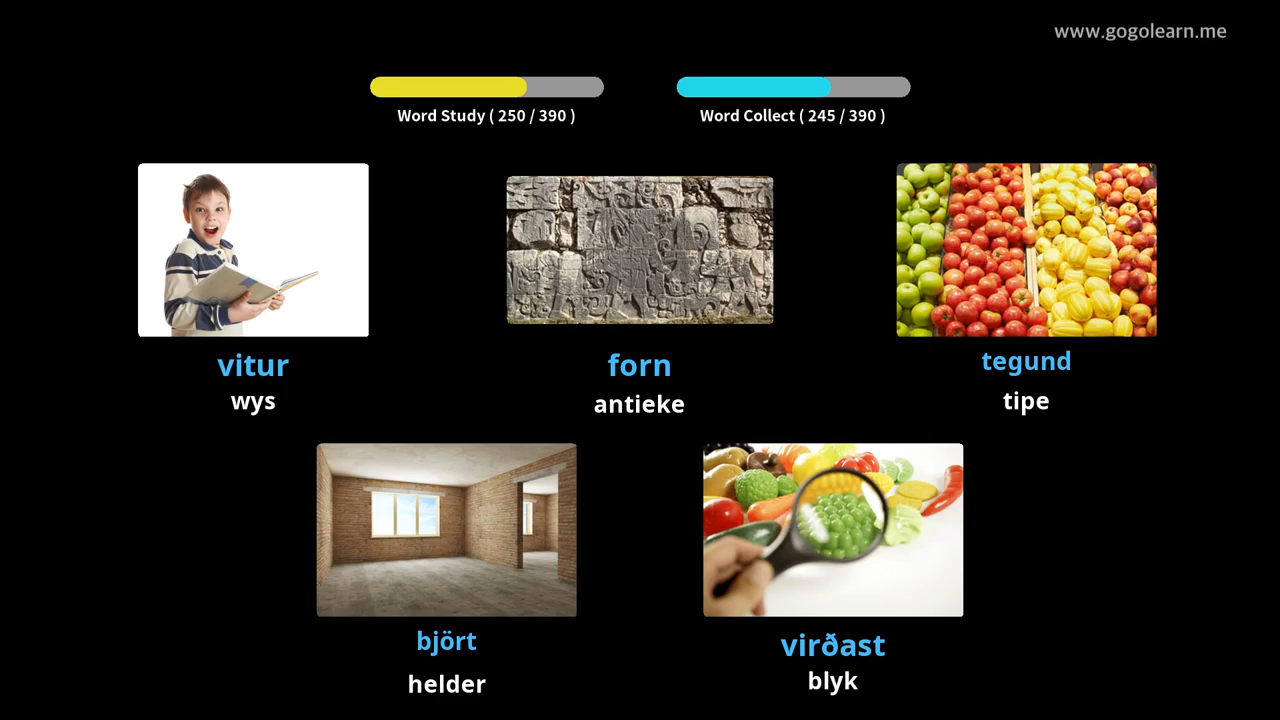 www.gogolearn.me
Word Study ( 250 / 390 )
Word Collect ( 245 / 390 )
vitur
wys
forn
antieke
tegund
tipe
björt
helder
virðast
blyk